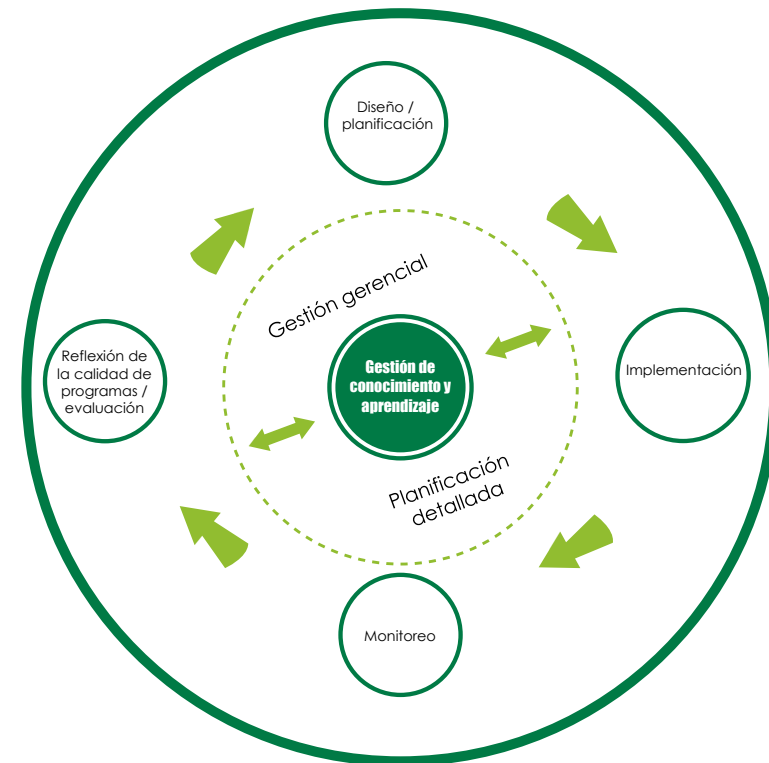 Diseño /
planificación
Gestión gerencial
Reflexión de
la calidad de
programas /
evaluación
Gestión de
conocimiento y
aprendizaje
Implementación
Planificación
detallada
Monitoreo